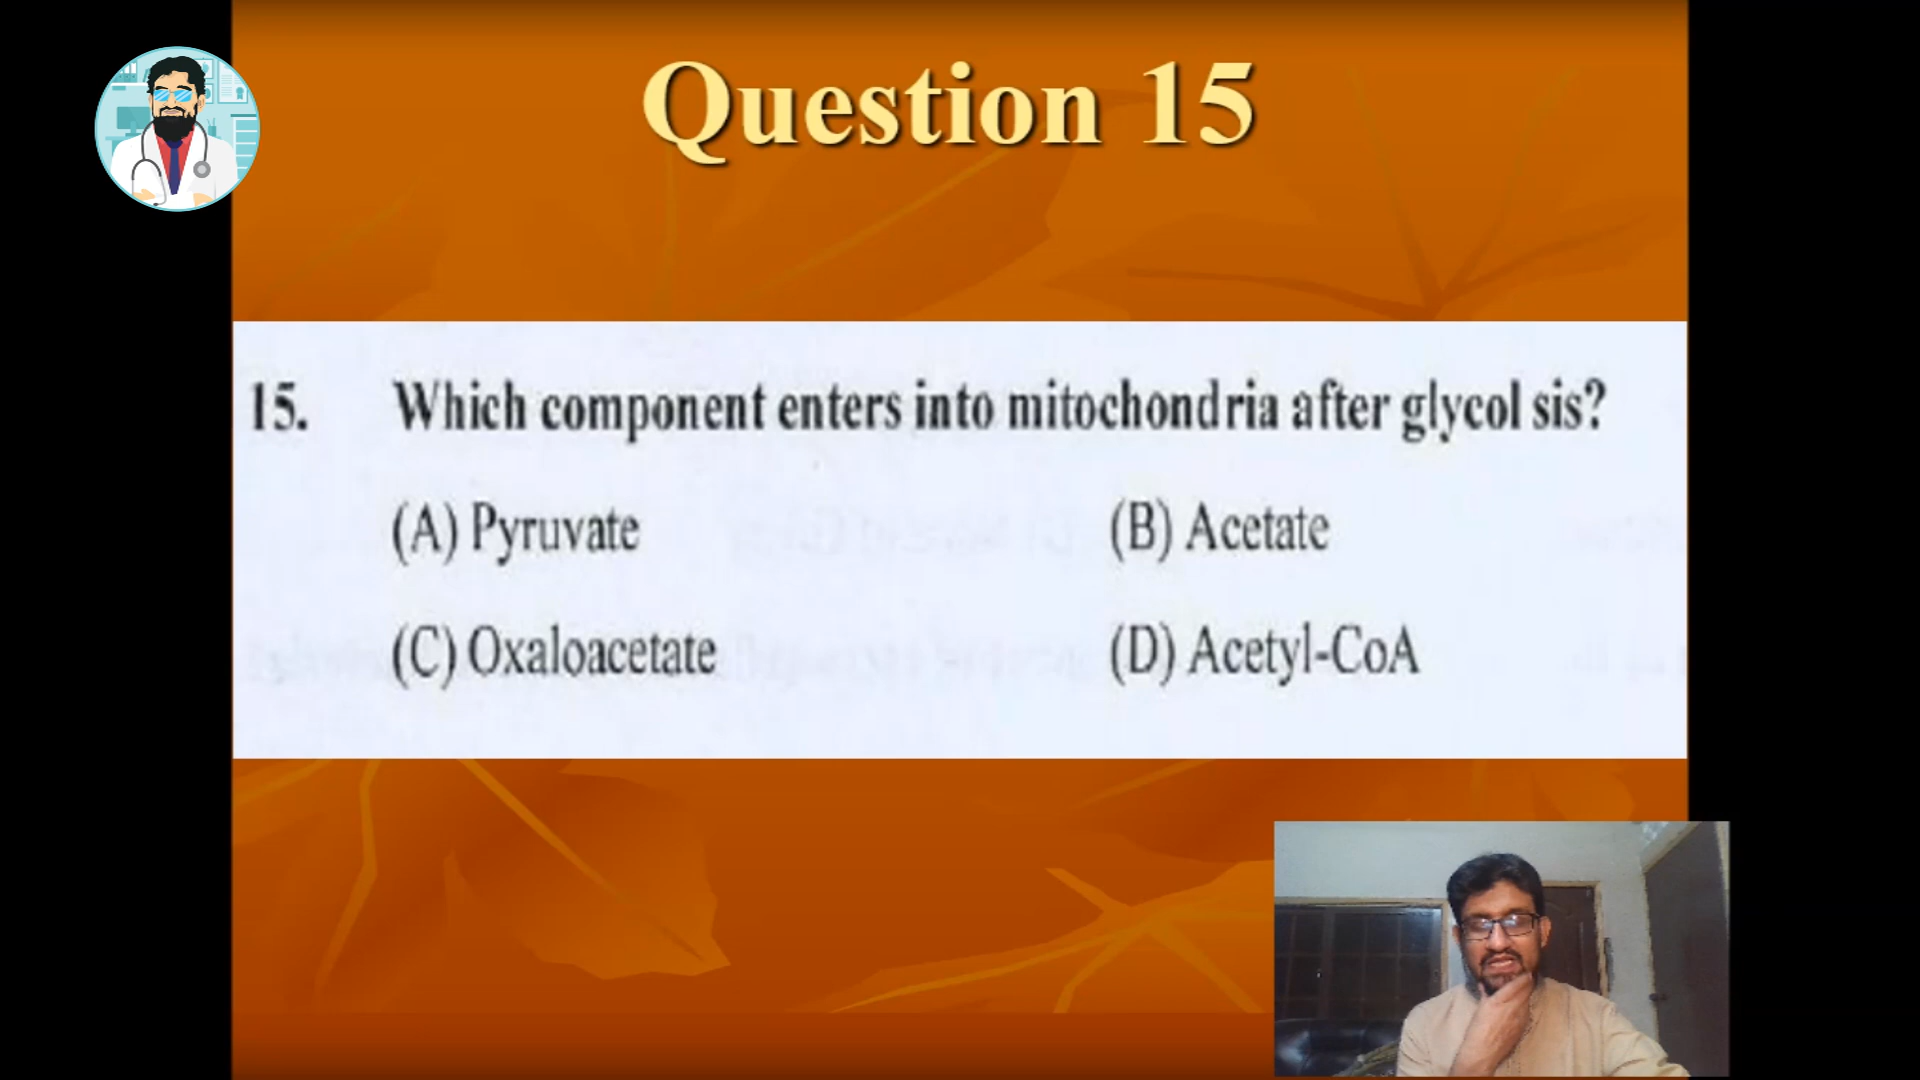 Question 15
15. Which component enters into mitochondria after glycol sis?
(A) Pyruvate (B) Acetate
(C) Oxaloacetate (D) Acetyl-CoA